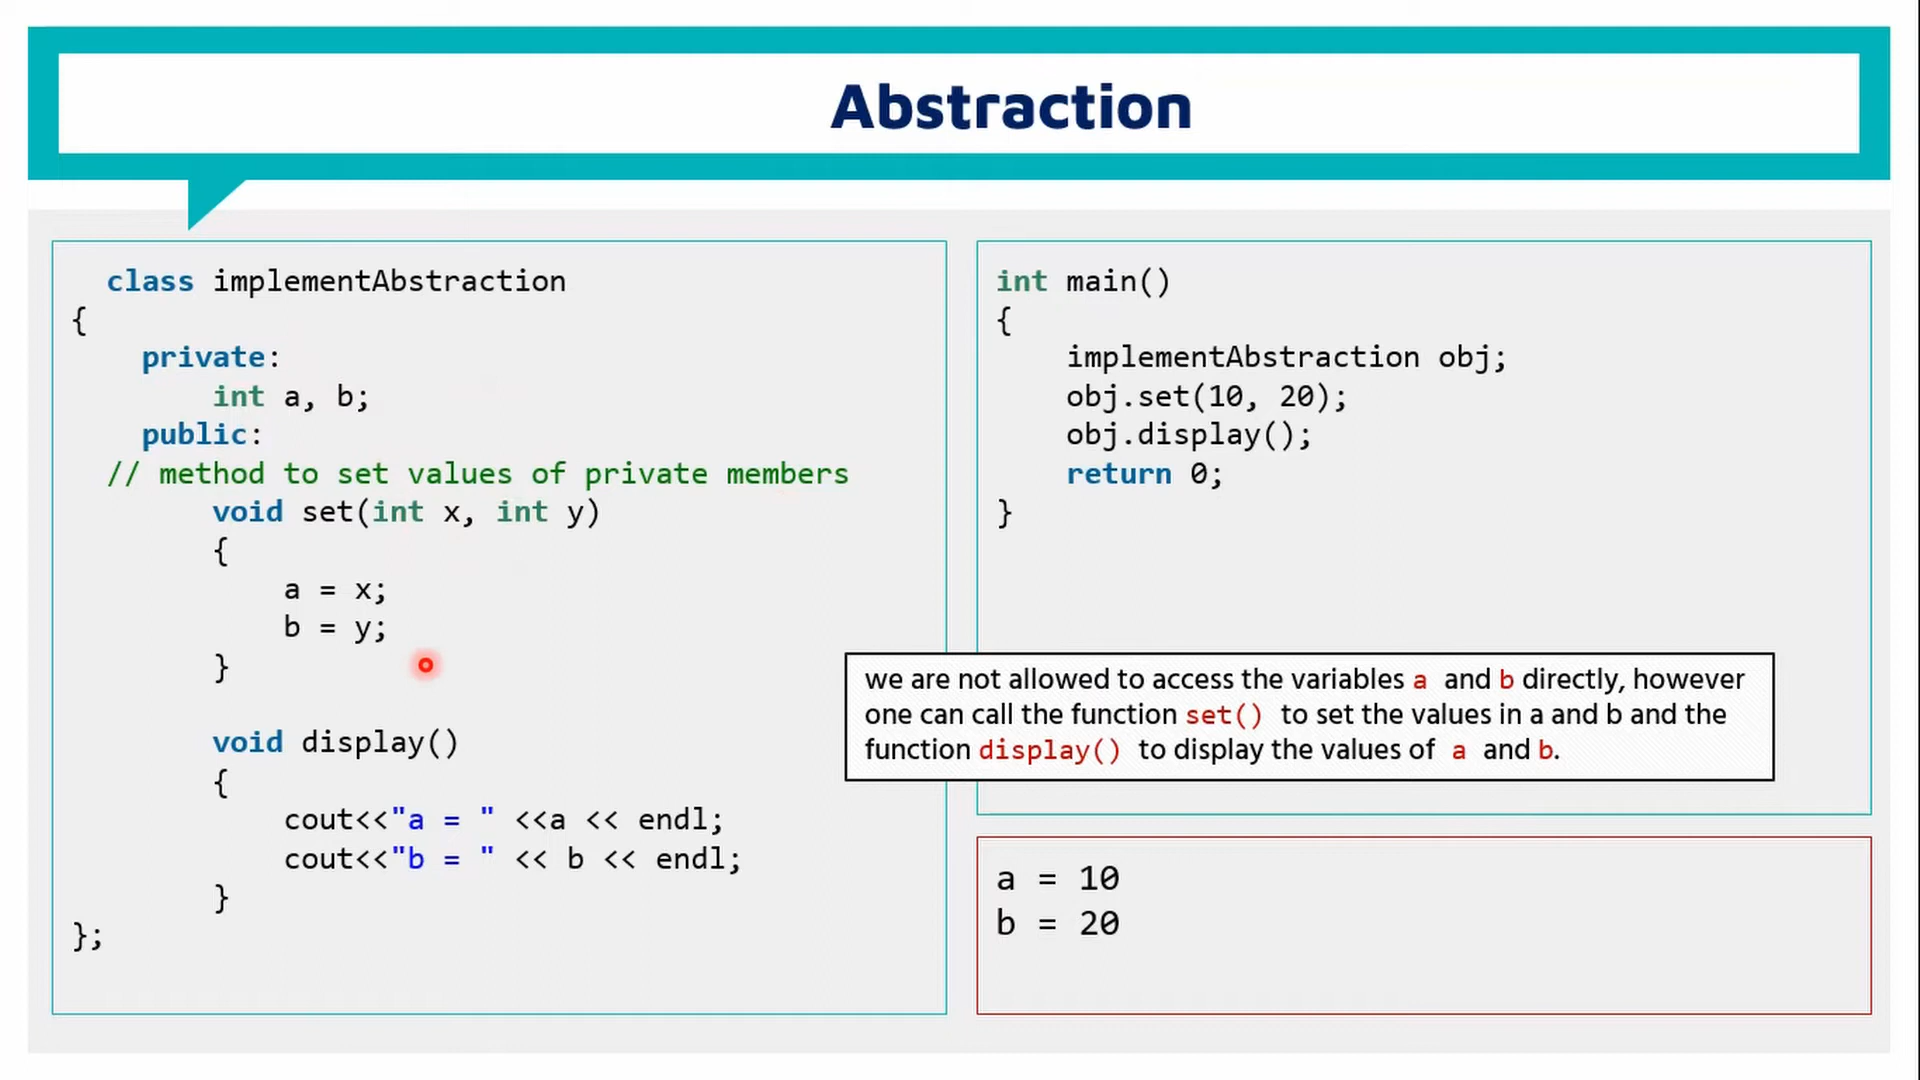 Abstraction
class implementAbstraction
{
private:
int a, b;
public:
// method to set values of private members
void set(int x, int y)
{
a = x;
b = y;
}
void display()
{
cout<<"a = " <<a << endl;
cout<<"b = " << b << endl;
}
};
int main()
{
implementAbstraction obj;
obj.set(10, 20);
obj.display();
return 0;
}
we are not allowed to access the variables a and b directly, however
one can call the function set() to set the values in a and b and the
function display() to display the values of a and b.
a = 10
b = 20